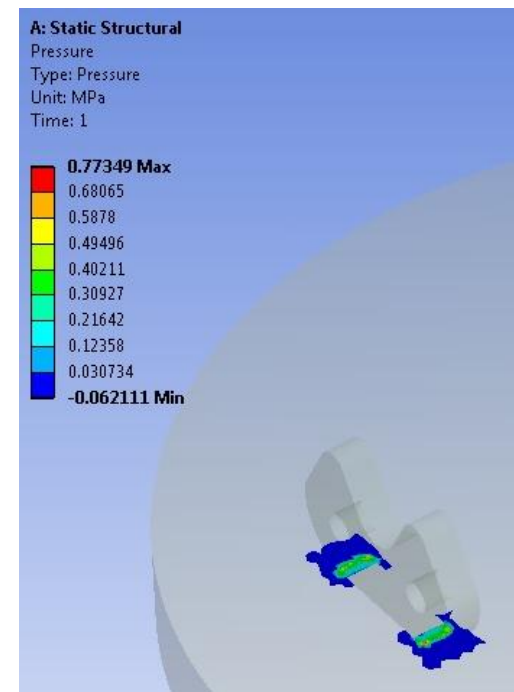 A: Static Structural
Pressure
Type: Pressure
Unit: MPa
Time: 1
0.77349 Max
0.68065
0.5878
0.49496
0.40211
0.30927
0.21642
0.12358
0.030734
-0.062111 Min